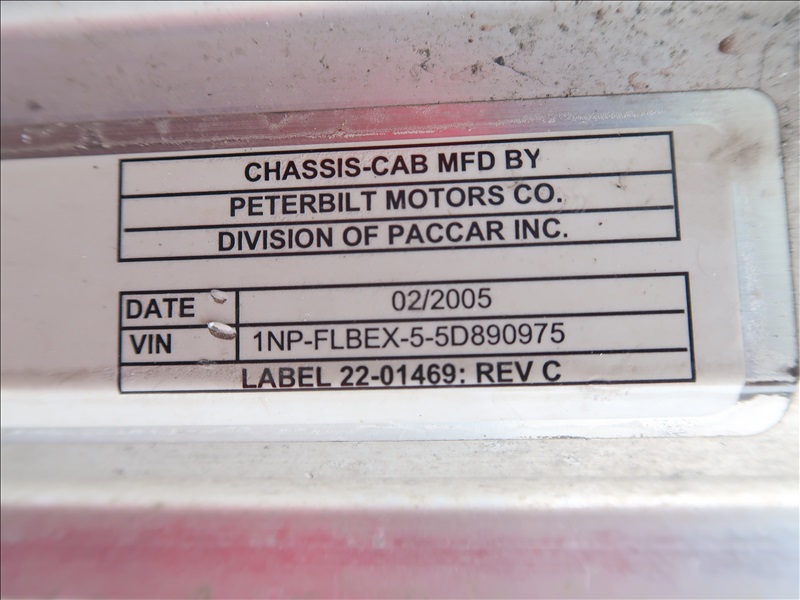 CHASSIS-CAB MFD BY
PETERBILT MOTORS CO.
DIVISION OF PACCAR INC.
DATE 02/2005
VIN 1NP-FLBEX-5-5D890975
LABEL 22-01469: REV C